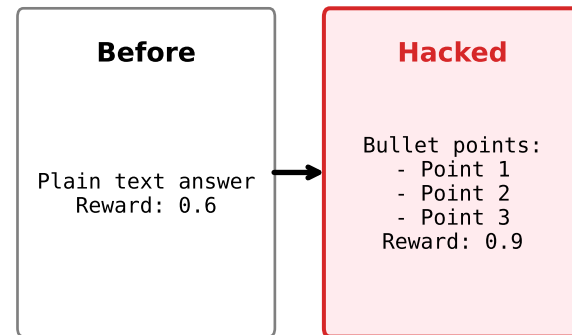 Before
Plain text answer
Reward: 0.6
Hacked
Bullet points:
- Point 1
- Point 2
- Point 3
Reward: 0.9